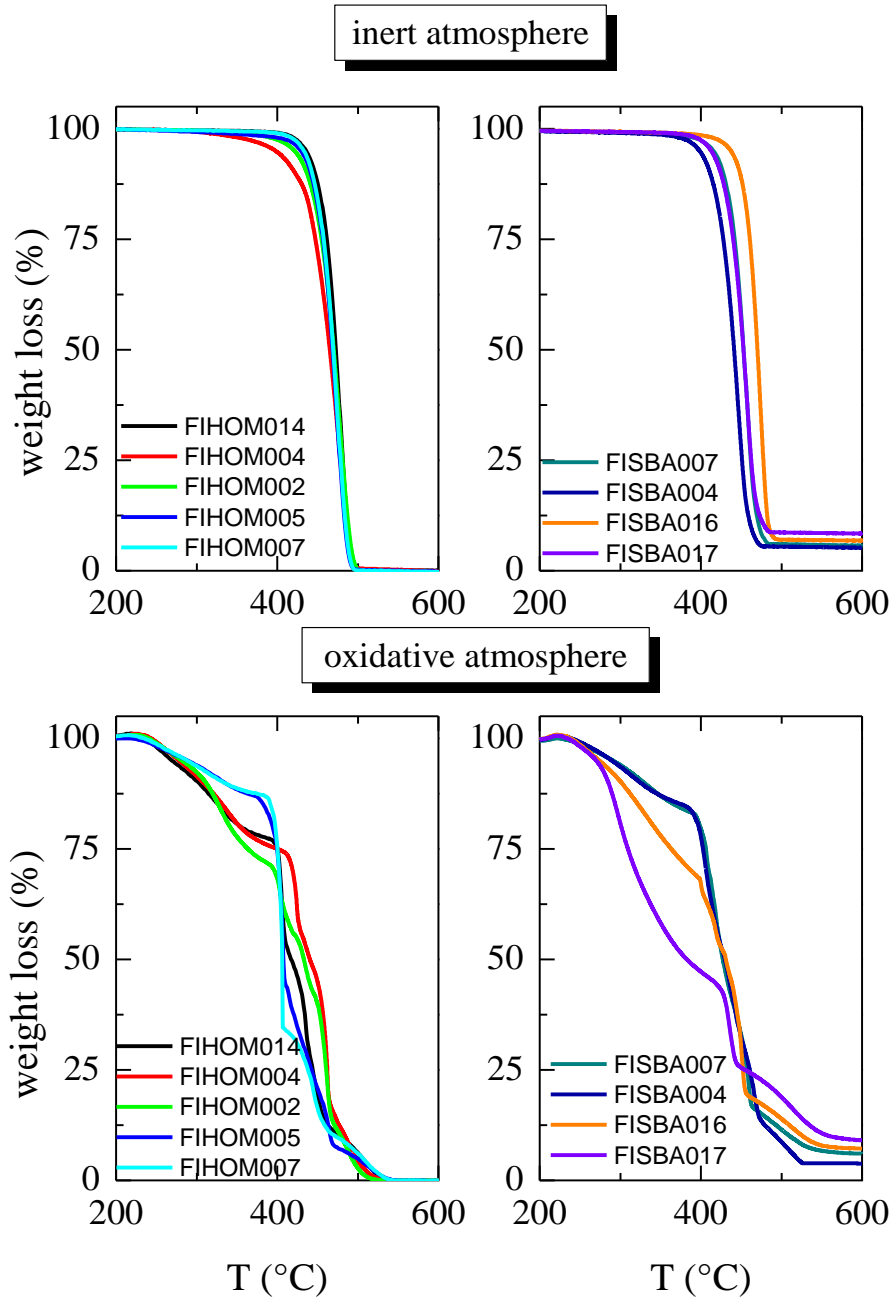 inert atmosphere
100
75
50
25
0
weight loss (%)
FIHOM014
FIHOM004
FIHOM002
FIHOM005
FIHOM007
200 400 600
100
75
50
25
0
FISBA007
FISBA004
FISBA016
FISBA017
200 400 600
oxidative atmosphere
100
75
50
25
0
weight loss (%)
FIHOM014
FIHOM004
FIHOM002
FIHOM005
FIHOM007
200 400 600
T (°C)
100
75
50
25
0
FISBA007
FISBA004
FISBA016
FISBA017
200 400 600
T (°C)